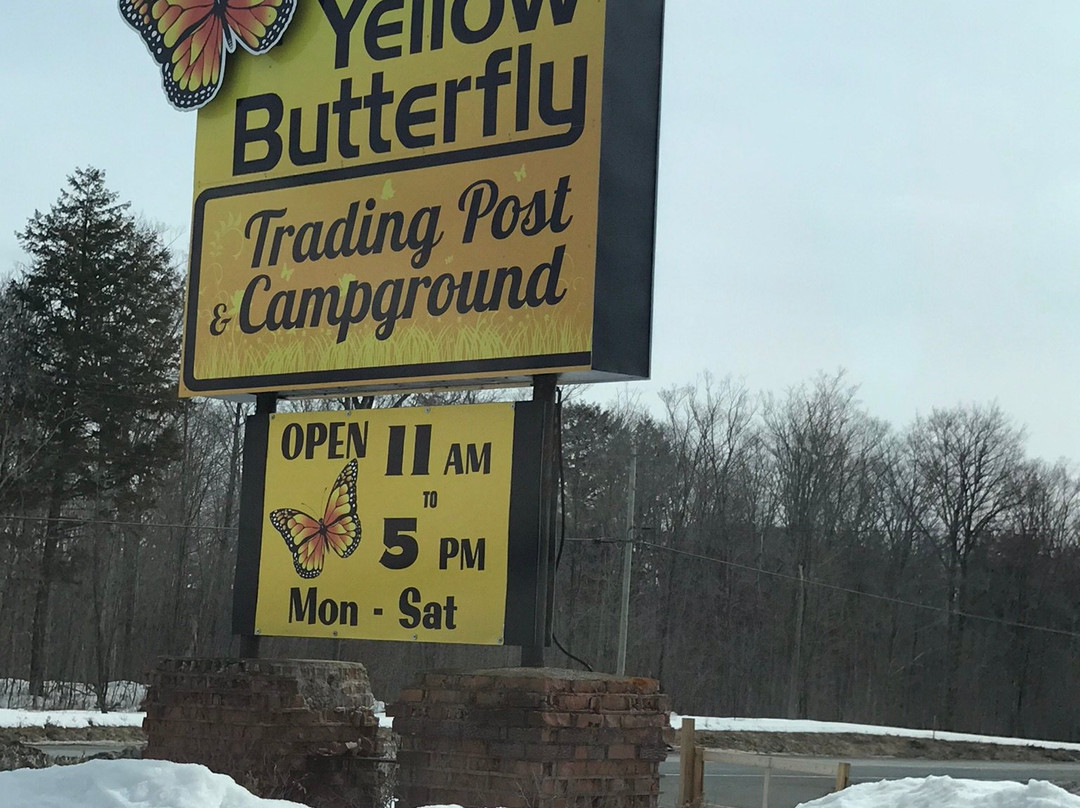 Yellow
Butterfly
Trading Post
& Campground
OPEN 11 AM
TO
5 PM
Mon - Sat